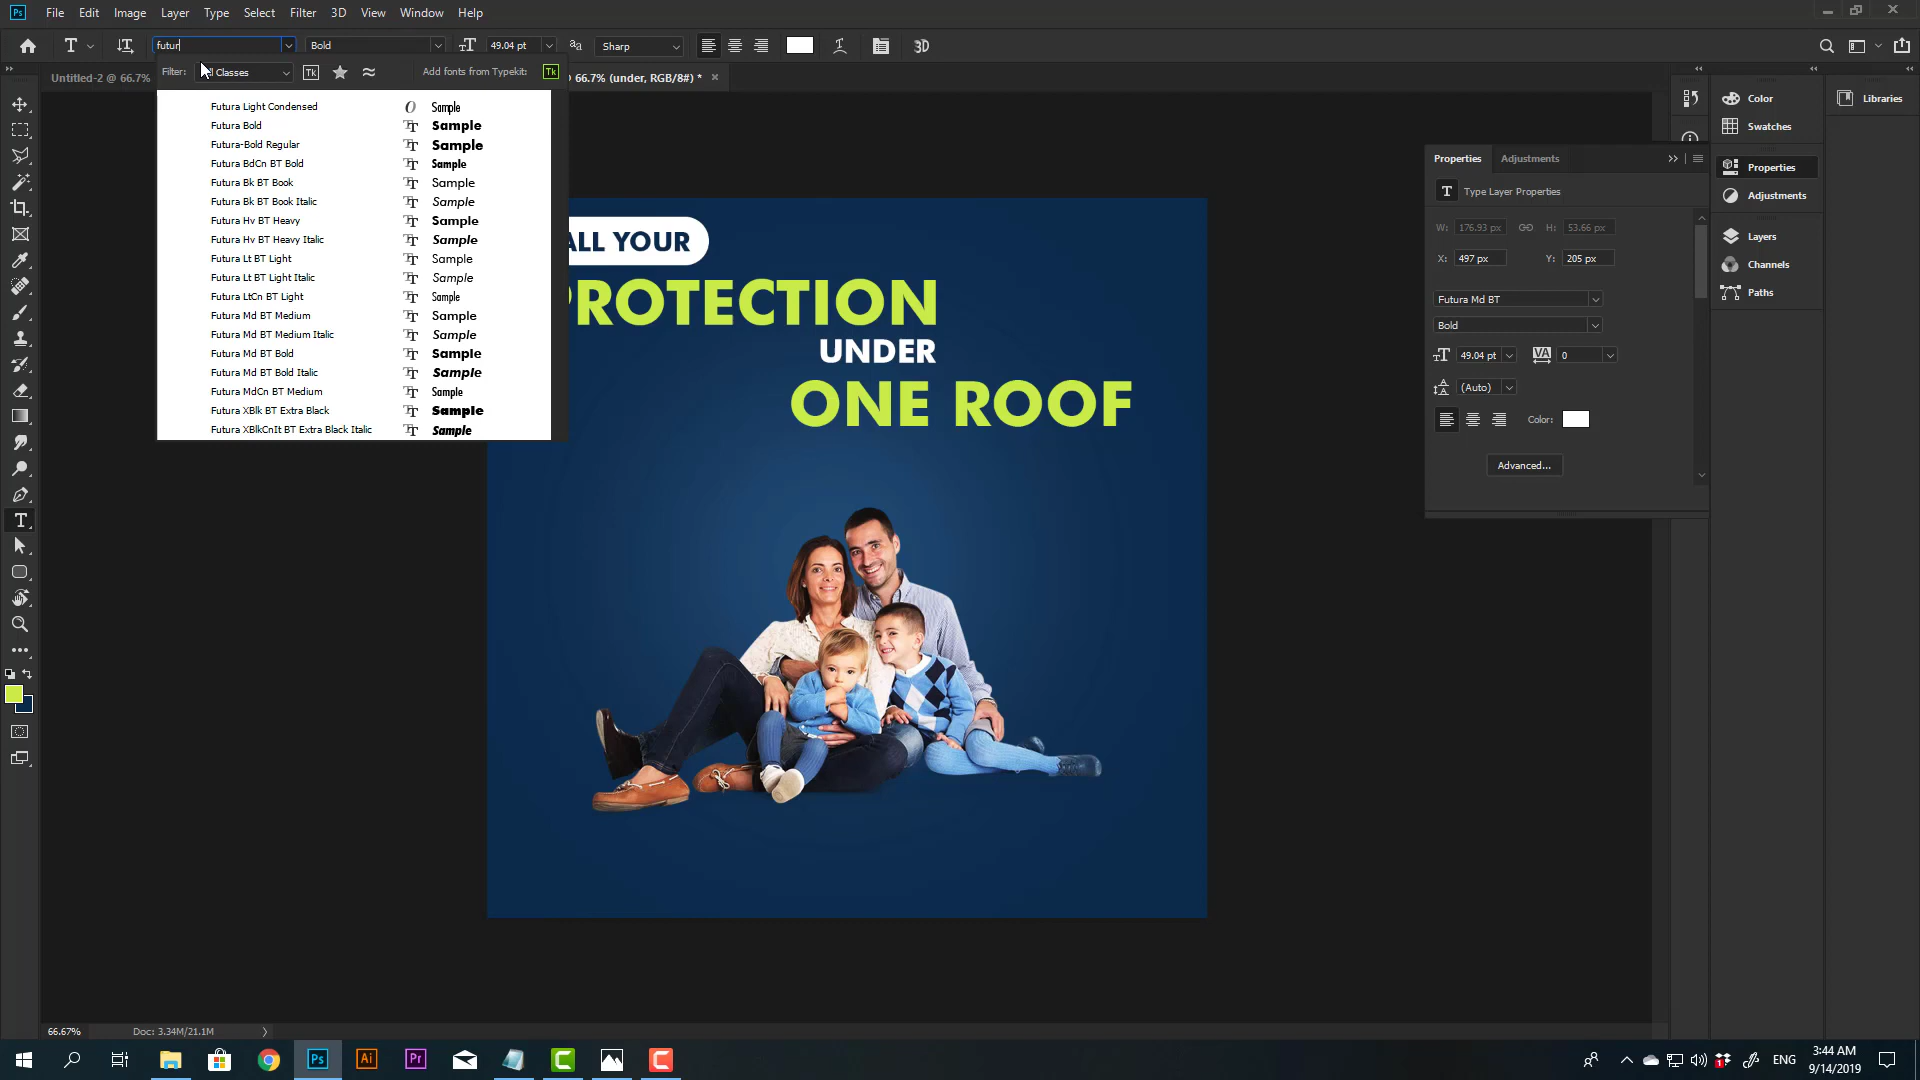 Ps File Edit Image Layer Type Select Filter 3D View Window Help
futur Bold 49.04 pt Sharp 3D
Filter: Classes Tk Add fonts from Typekit: Tk
Untitled-2 @ 66.7% @ 66.7% (under, RGB/8#) *
Futura Light Condensed Sample
Futura Bold Sample
Futura-Bold Regular Sample
Futura BdCn BT Bold Sample
Futura Bk BT Book Sample
Futura Bk BT Book Italic Sample
Futura Hv BT Heavy Sample
Futura Hv BT Heavy Italic Sample
Futura Lt BT Light Sample
Futura Lt BT Light Italic Sample
Futura LtCn BT Light Sample
Futura Md BT Medium Sample
Futura Md BT Medium Italic Sample
Futura Md BT Bold Sample
Futura Md BT Bold Italic Sample
Futura MdCn BT Medium Sample
Futura XBlk BT Extra Black Sample
Futura XBlkCnIt BT Extra Black Italic Sample
ALL YOUR
PROTECTION
UNDER
ONE ROOF
Properties Adjustments
Type Layer Properties
W: 176.93 px H: 53.66 px
X: 497 px Y: 205 px
Futura Md BT
Bold
49.04 pt VA 0
(Auto)
Color:
Advanced...
Color
Swatches
Properties
Adjustments
Layers
Channels
Paths
Libraries
66.67% Doc: 3.34M/21.1M
Ps Ai Pr
ENG
3:44 AM
9/14/2019